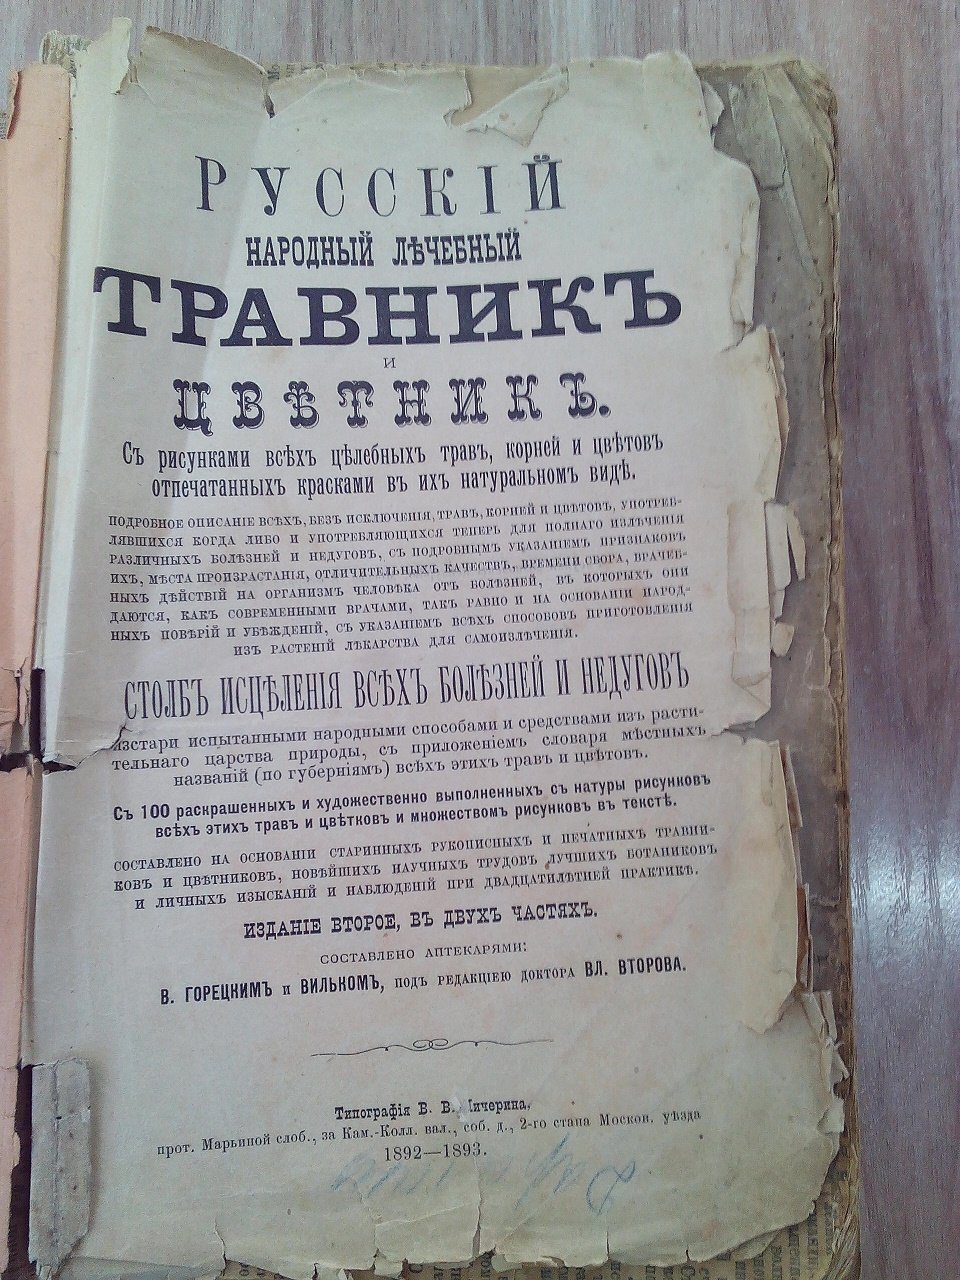 РУССКІЙ
НАРОДНЫЙ ЛѢЧЕБНЫЙ
ТРАВНИКЪ
И
ЦВѢТНИКЪ.
Съ рисунками всѣхъ цѣлебныхъ травъ, корней и цвѣтовъ
отпечатанныхъ красками въ ихъ натуральномъ видѣ.
ПОДРОБНОЕ ОПИСАНІЕ ВСѢХЪ, БЕЗЪ ИСКЛЮЧЕНІЯ, ТРАВЪ, КОРНЕЙ И ЦВѢТОВЪ, УПОТРЕБ-
ЛЯВШИХСЯ КОГДА ЛИБО И УПОТРЕБЛЯЮЩИХСЯ ТЕПЕРЬ ДЛЯ ПОЛНАГО ИЗЛЕЧЕНІЯ
РАЗЛИЧНЫХЪ БОЛѢЗНЕЙ И НЕДУГОВЪ, СЪ ПОДРОБНЫМЪ УКАЗАНІЕМЪ ПРИЗНАКОВЪ
ИХЪ, МѢСТА ПРОИЗРАСТАНІЯ, ОТЛИЧИТЕЛЬНЫХЪ КАЧЕСТВЪ, ВРЕМЕНИ СБОРА, ВРАЧЕБ-
НЫХЪ ДѢЙСТВІЙ НА ОРГАНИЗМЪ ЧЕЛОВѢКА ОТЪ БОЛѢЗНЕЙ, ВЪ КОТОРЫХЪ ОНИ
ДАЮТСЯ, КАКЪ СОВРЕМЕННЫМИ ВРАЧАМИ, ТАКЪ РАВНО И НА ОСНОВАНІИ НАРОД-
НЫХЪ ПОВѢРІЙ И УБѢЖДЕНІЙ, СЪ УКАЗАНІЕМЪ ВСѢХЪ СПОСОБОВЪ ПРИГОТОВЛЕНІЯ
ИЗЪ РАСТЕНІЙ ЛѢКАРСТВА ДЛЯ САМОИЗЛЕЧЕНІЯ.
СТОЛБЪ ИСЦѢЛЕНІЯ ВСѢХЪ БОЛѢЗНЕЙ И НЕДУГОВЪ
изстари испытанными народными способами и средствами изъ расти-
тельнаго царства природы, съ приложеніемъ словаря мѣстныхъ
названій (по губерніямъ) всѣхъ этихъ травъ и цвѣтовъ.
Съ 100 раскрашенныхъ и художественно выполненныхъ съ натуры рисунковъ
всѣхъ этихъ травъ и цвѣтковъ и множествомъ рисунковъ въ текстѣ.
СОСТАВЛЕНО НА ОСНОВАНІИ СТАРИННЫХЪ РУКОПИСНЫХЪ И ПЕЧАТНЫХЪ ТРАВНИ-
КОВЪ И ЦВѢТНИКОВЪ, НОВѢЙШИХЪ НАУЧНЫХЪ ТРУДОВЪ ЛУЧШИХЪ БОТАНИКОВЪ
И ЛИЧНЫХЪ ИЗЫСКАНІЙ И НАБЛЮДЕНІЙ ПРИ ДВАДЦАТИЛѢТНЕЙ ПРАКТИКѢ.
ИЗДАНІЕ ВТОРОЕ, ВЪ ДВУХЪ ЧАСТЯХЪ.
СОСТАВЛЕНО АПТЕКАРЯМИ:
В. ГОРЕЦКИМЪ И ВИЛЬКОМЪ, ПОДЪ РЕДАКЦІЕЮ ДОКТОРА ВЛ. ВТОРОВА.
Типографія В. В. Чичерина,
прот. Марьиной слоб., за Кам.-Колл. вал., соб. д., 2-го стана Москов. уѣзда
1892—1893.